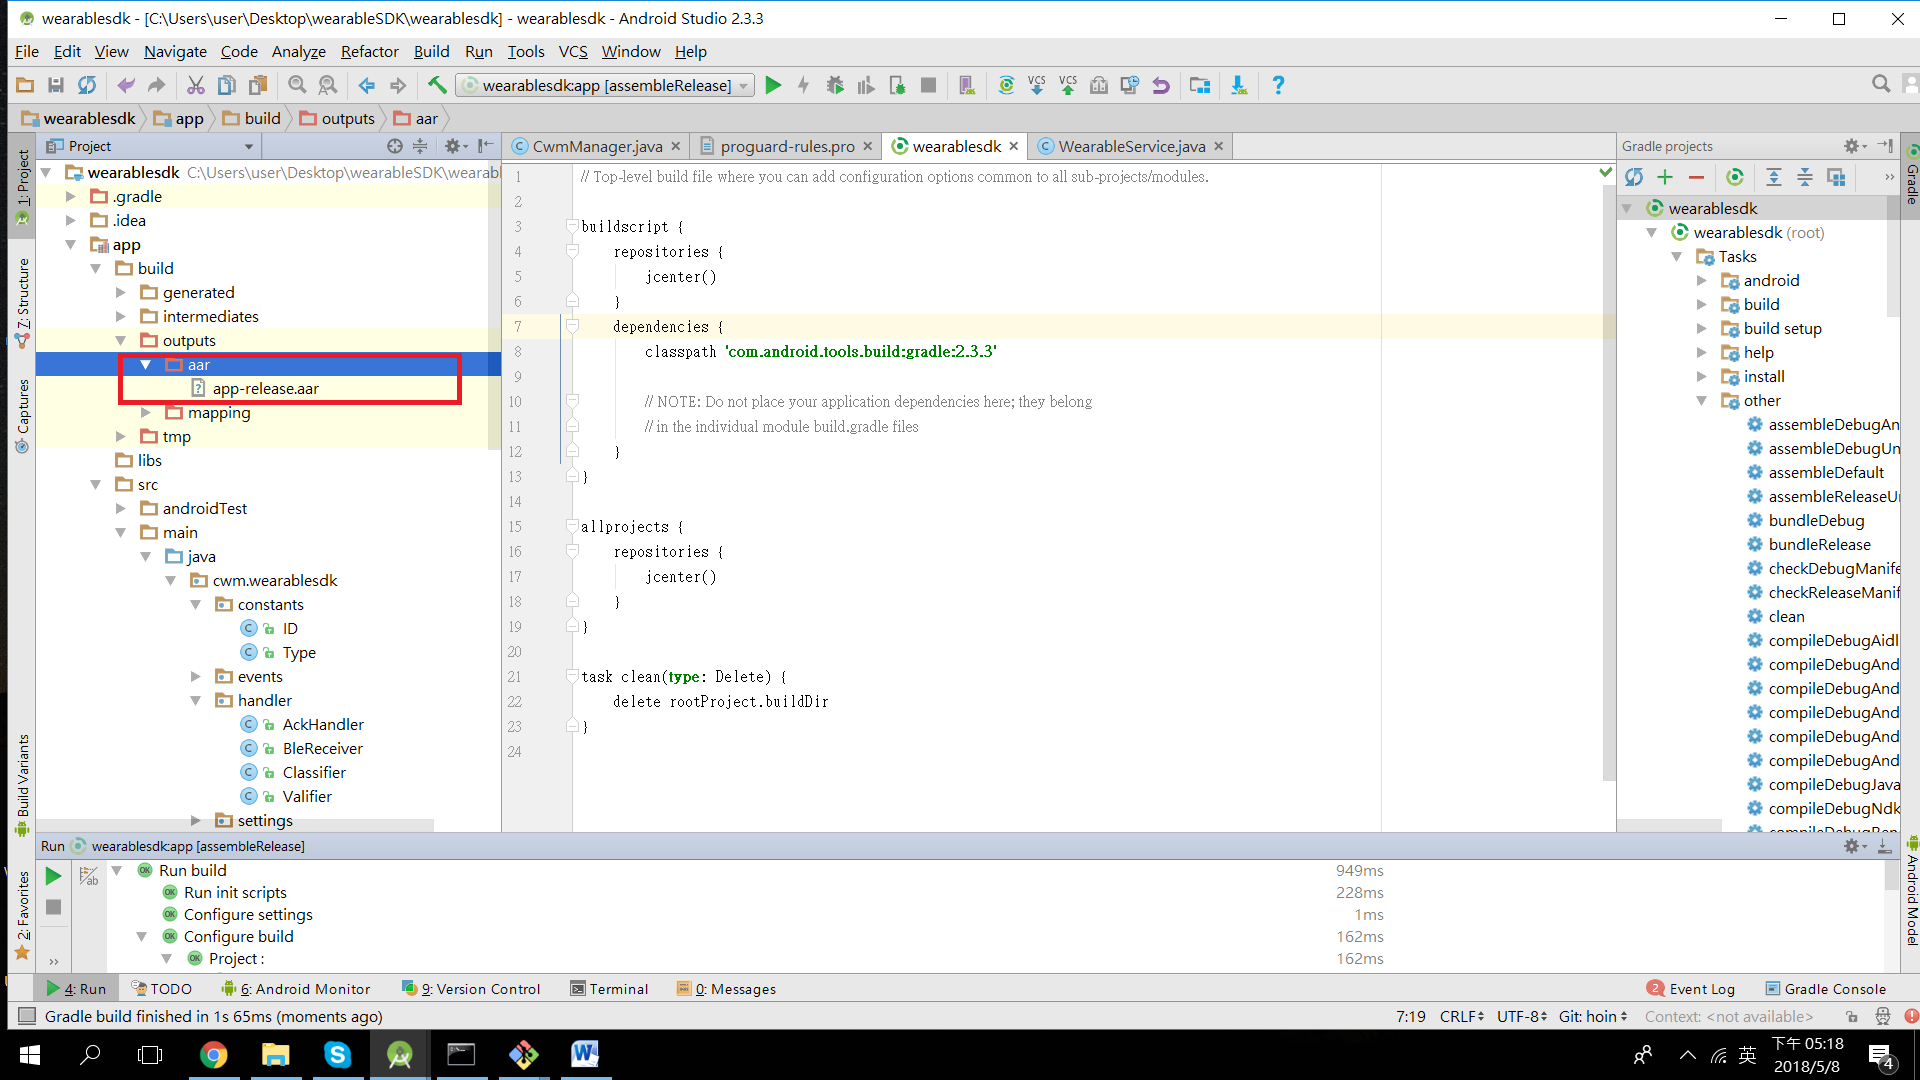 wearablesdk - [C:\Users\user\Desktop\wearableSDK\wearablesdk] - wearablesdk - Android Studio 2.3.3
File Edit View Navigate Code Analyze Refactor Build Run Tools VCS Window Help
wearablesdk:app [assembleRelease]
VCS VCS
wearablesdk app build outputs aar
Project
CwmManager.java proguard-rules.pro wearablesdk WearableService.java
Gradle projects
1: Project
Z: Structure
Captures
Build Variants
2: Favorites
wearablesdk C:\Users\user\Desktop\wearableSDK\wearabl
.gradle
.idea
app
build
generated
intermediates
outputs
aar
app-release.aar
mapping
tmp
libs
src
androidTest
main
java
cwm.wearablesdk
constants
ID
Type
events
handler
AckHandler
BleReceiver
Classifier
Valifier
settings
1 // Top-level build file where you can add configuration options common to all sub-projects/modules.
2
3 buildscript {
4 repositories {
5 jcenter()
6 }
7 dependencies {
8 classpath 'com.android.tools.build:gradle:2.3.3'
9
10 // NOTE: Do not place your application dependencies here; they belong
11 // in the individual module build.gradle files
12 }
13 }
14
15 allprojects {
16 repositories {
17 jcenter()
18 }
19 }
20
21 task clean(type: Delete) {
22 delete rootProject.buildDir
23 }
24
wearablesdk
wearablesdk (root)
Tasks
android
build
build setup
help
install
other
assembleDebugAn
assembleDebugUn
assembleDefault
assembleReleaseU
bundleDebug
bundleRelease
checkDebugManife
checkReleaseManif
clean
compileDebugAidl
compileDebugAnd
compileDebugAnd
compileDebugAnd
compileDebugAnd
compileDebugAnd
compileDebugJava
compileDebugNdk
Gradle
Android Model
Run wearablesdk:app [assembleRelease]
Run build 949ms
Run init scripts 228ms
Configure settings 1ms
Configure build 162ms
Project : 162ms
4: Run TODO 6: Android Monitor 9: Version Control Terminal 0: Messages 2 Event Log Gradle Console
Gradle build finished in 1s 65ms (moments ago) 7:19 CRLF UTF-8 Git: hoin Context: <not available>
英 下午 05:18
2018/5/8 4